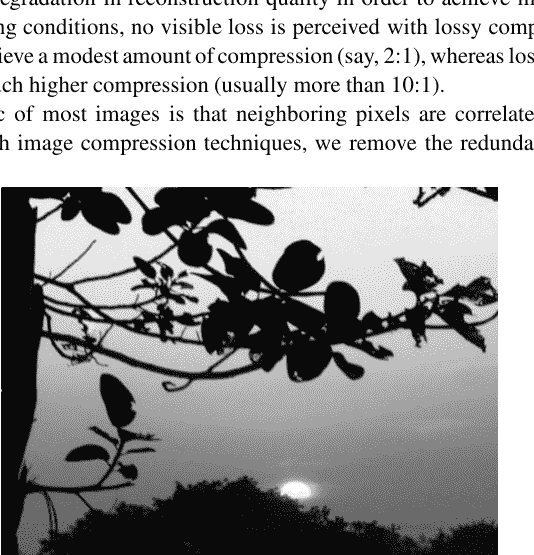 egradation in reconstruction quality in order to achieve
ng conditions, no visible loss is perceived with lossy comp
ieve a modest amount of compression (say, 2:1), whereas los
ch higher compression (usually more than 10:1).
c of most images is that neighboring pixels are correlate
h image compression techniques, we remove the redunda